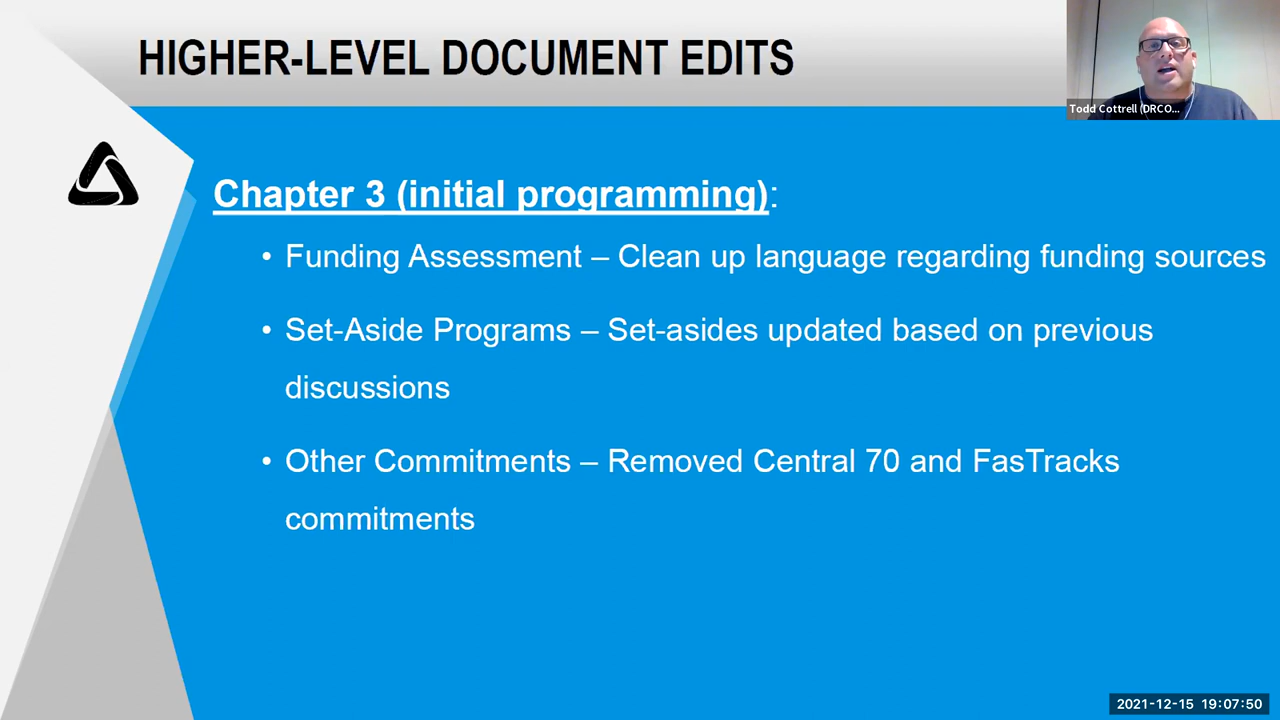 HIGHER-LEVEL DOCUMENT EDITS
Todd Cottrell (DRCO...
Chapter 3 (initial programming):
• Funding Assessment – Clean up language regarding funding sources
• Set-Aside Programs – Set-asides updated based on previous
discussions
• Other Commitments – Removed Central 70 and FasTracks
commitments
2021-12-15 19:07:50